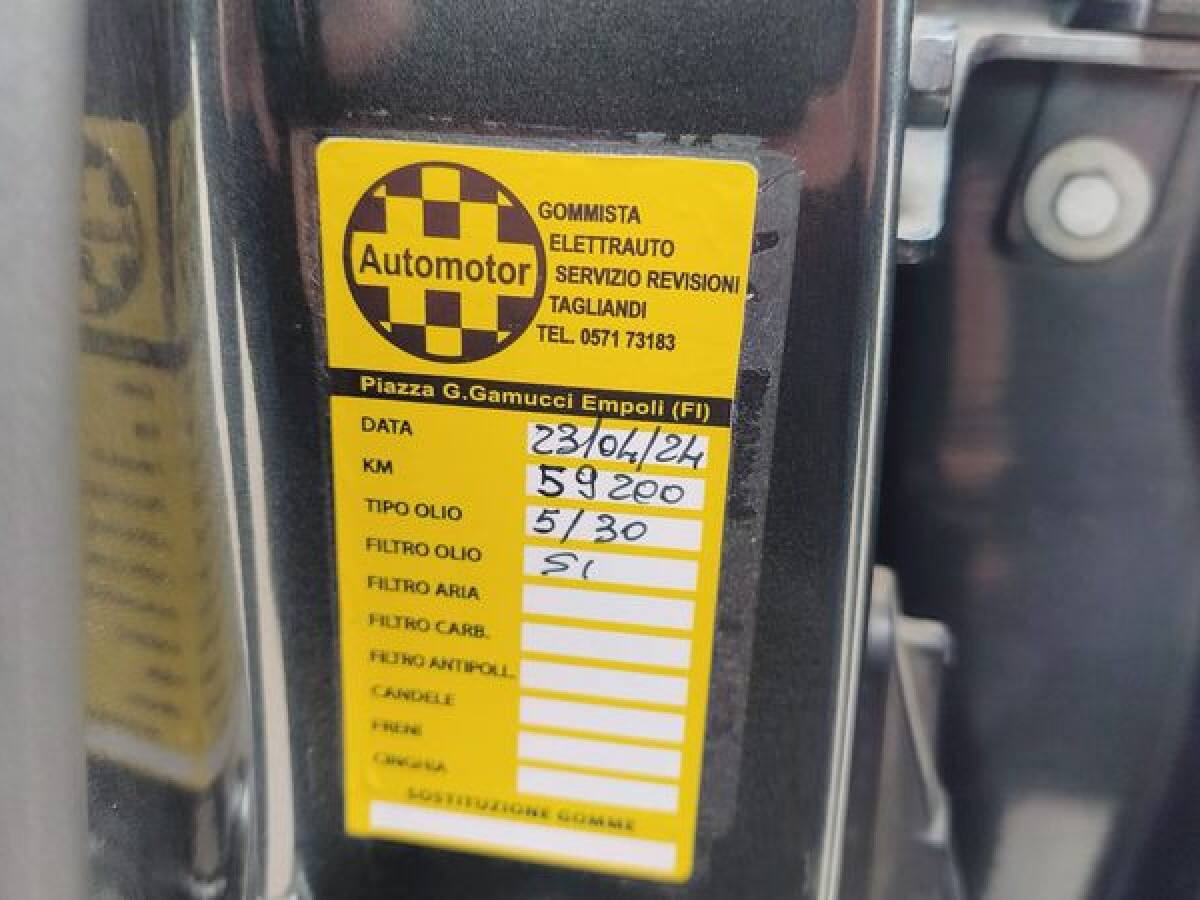 Automotor
GOMMISTA
ELETTRAUTO
SERVIZIO REVISIONI
TAGLIANDI
TEL. 0571 73183
Piazza G.Gamucci Empoli (FI)
DATA 23/04/24
KM 59200
TIPO OLIO 5/30
FILTRO OLIO SI
FILTRO ARIA
FILTRO CARB.
FILTRO ANTIPOLL.
CANDELE
FRENI
CINGHIA
SOSTITUZIONE GOMME